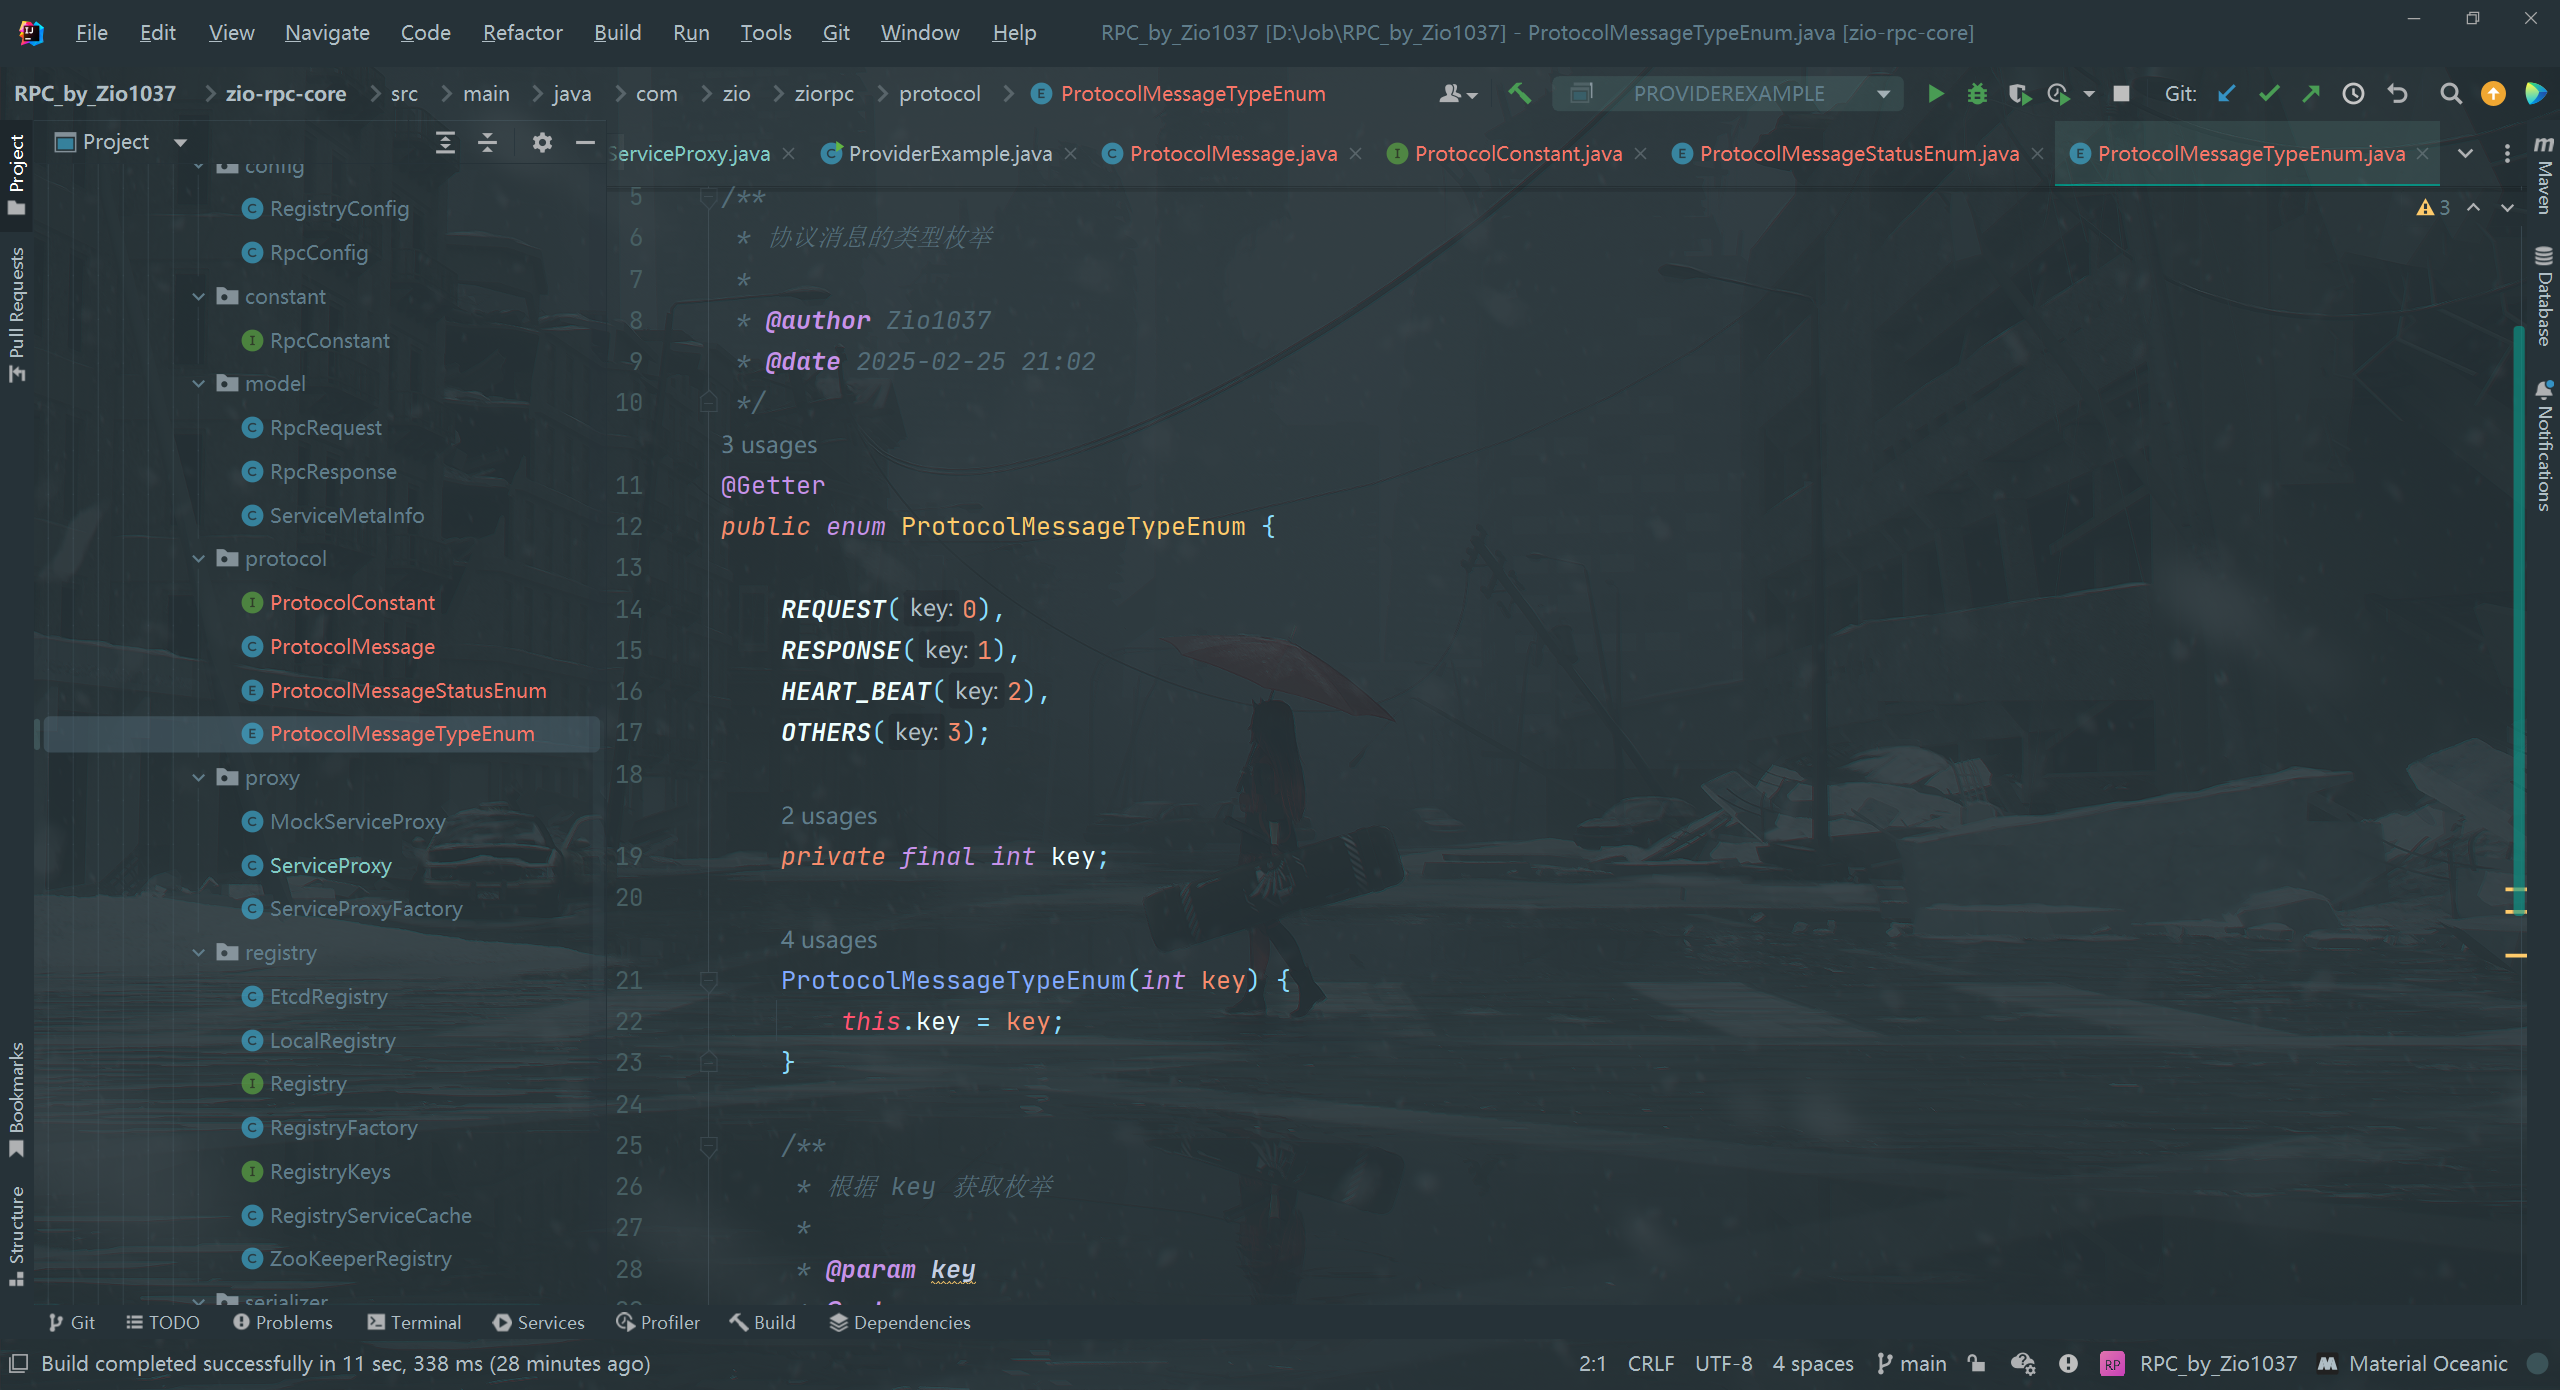 File Edit View Navigate Code Refactor Build Run Tools Git Window Help RPC_by_Zio1037 [D:\Job\RPC_by_Zio1037] - ProtocolMessageTypeEnum.java [zio-rpc-core]
RPC_by_Zio1037 zio-rpc-core src main java com zio ziorpc protocol ProtocolMessageTypeEnum PROVIDEREXAMPLE Git:
Project
erviceProxy.java ProviderExample.java ProtocolMessage.java ProtocolConstant.java ProtocolMessageStatusEnum.java ProtocolMessageTypeEnum.java
3
Project
Pull Requests
Bookmarks
Structure
config
RegistryConfig
RpcConfig
constant
RpcConstant
model
RpcRequest
RpcResponse
ServiceMetaInfo
protocol
ProtocolConstant
ProtocolMessage
ProtocolMessageStatusEnum
ProtocolMessageTypeEnum
proxy
MockServiceProxy
ServiceProxy
ServiceProxyFactory
registry
EtcdRegistry
LocalRegistry
Registry
RegistryFactory
RegistryKeys
RegistryServiceCache
ZooKeeperRegistry
serializer
5 /**
6 * 协议消息的类型枚举
7 *
8 * @author Zio1037
9 * @date 2025-02-25 21:02
10 */
3 usages
11 @Getter
12 public enum ProtocolMessageTypeEnum {
13
14 REQUEST( key: 0),
15 RESPONSE( key: 1),
16 HEART_BEAT( key: 2),
17 OTHERS( key: 3);
18
2 usages
19 private final int key;
20
4 usages
21 ProtocolMessageTypeEnum(int key) {
22 this.key = key;
23 }
24
25 /**
26 * 根据 key 获取枚举
27 *
28 * @param key
Maven
Database
Notifications
Git TODO Problems Terminal Services Profiler Build Dependencies
Build completed successfully in 11 sec, 338 ms (28 minutes ago) 2:1 CRLF UTF-8 4 spaces main RP RPC_by_Zio1037 Material Oceanic